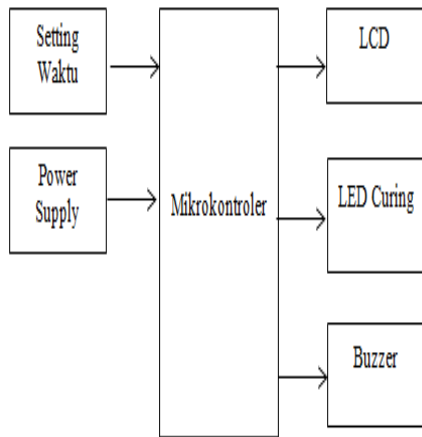 Setting
Waktu
Power
Supply
Mikrokontroler
LCD
LED Curing
Buzzer